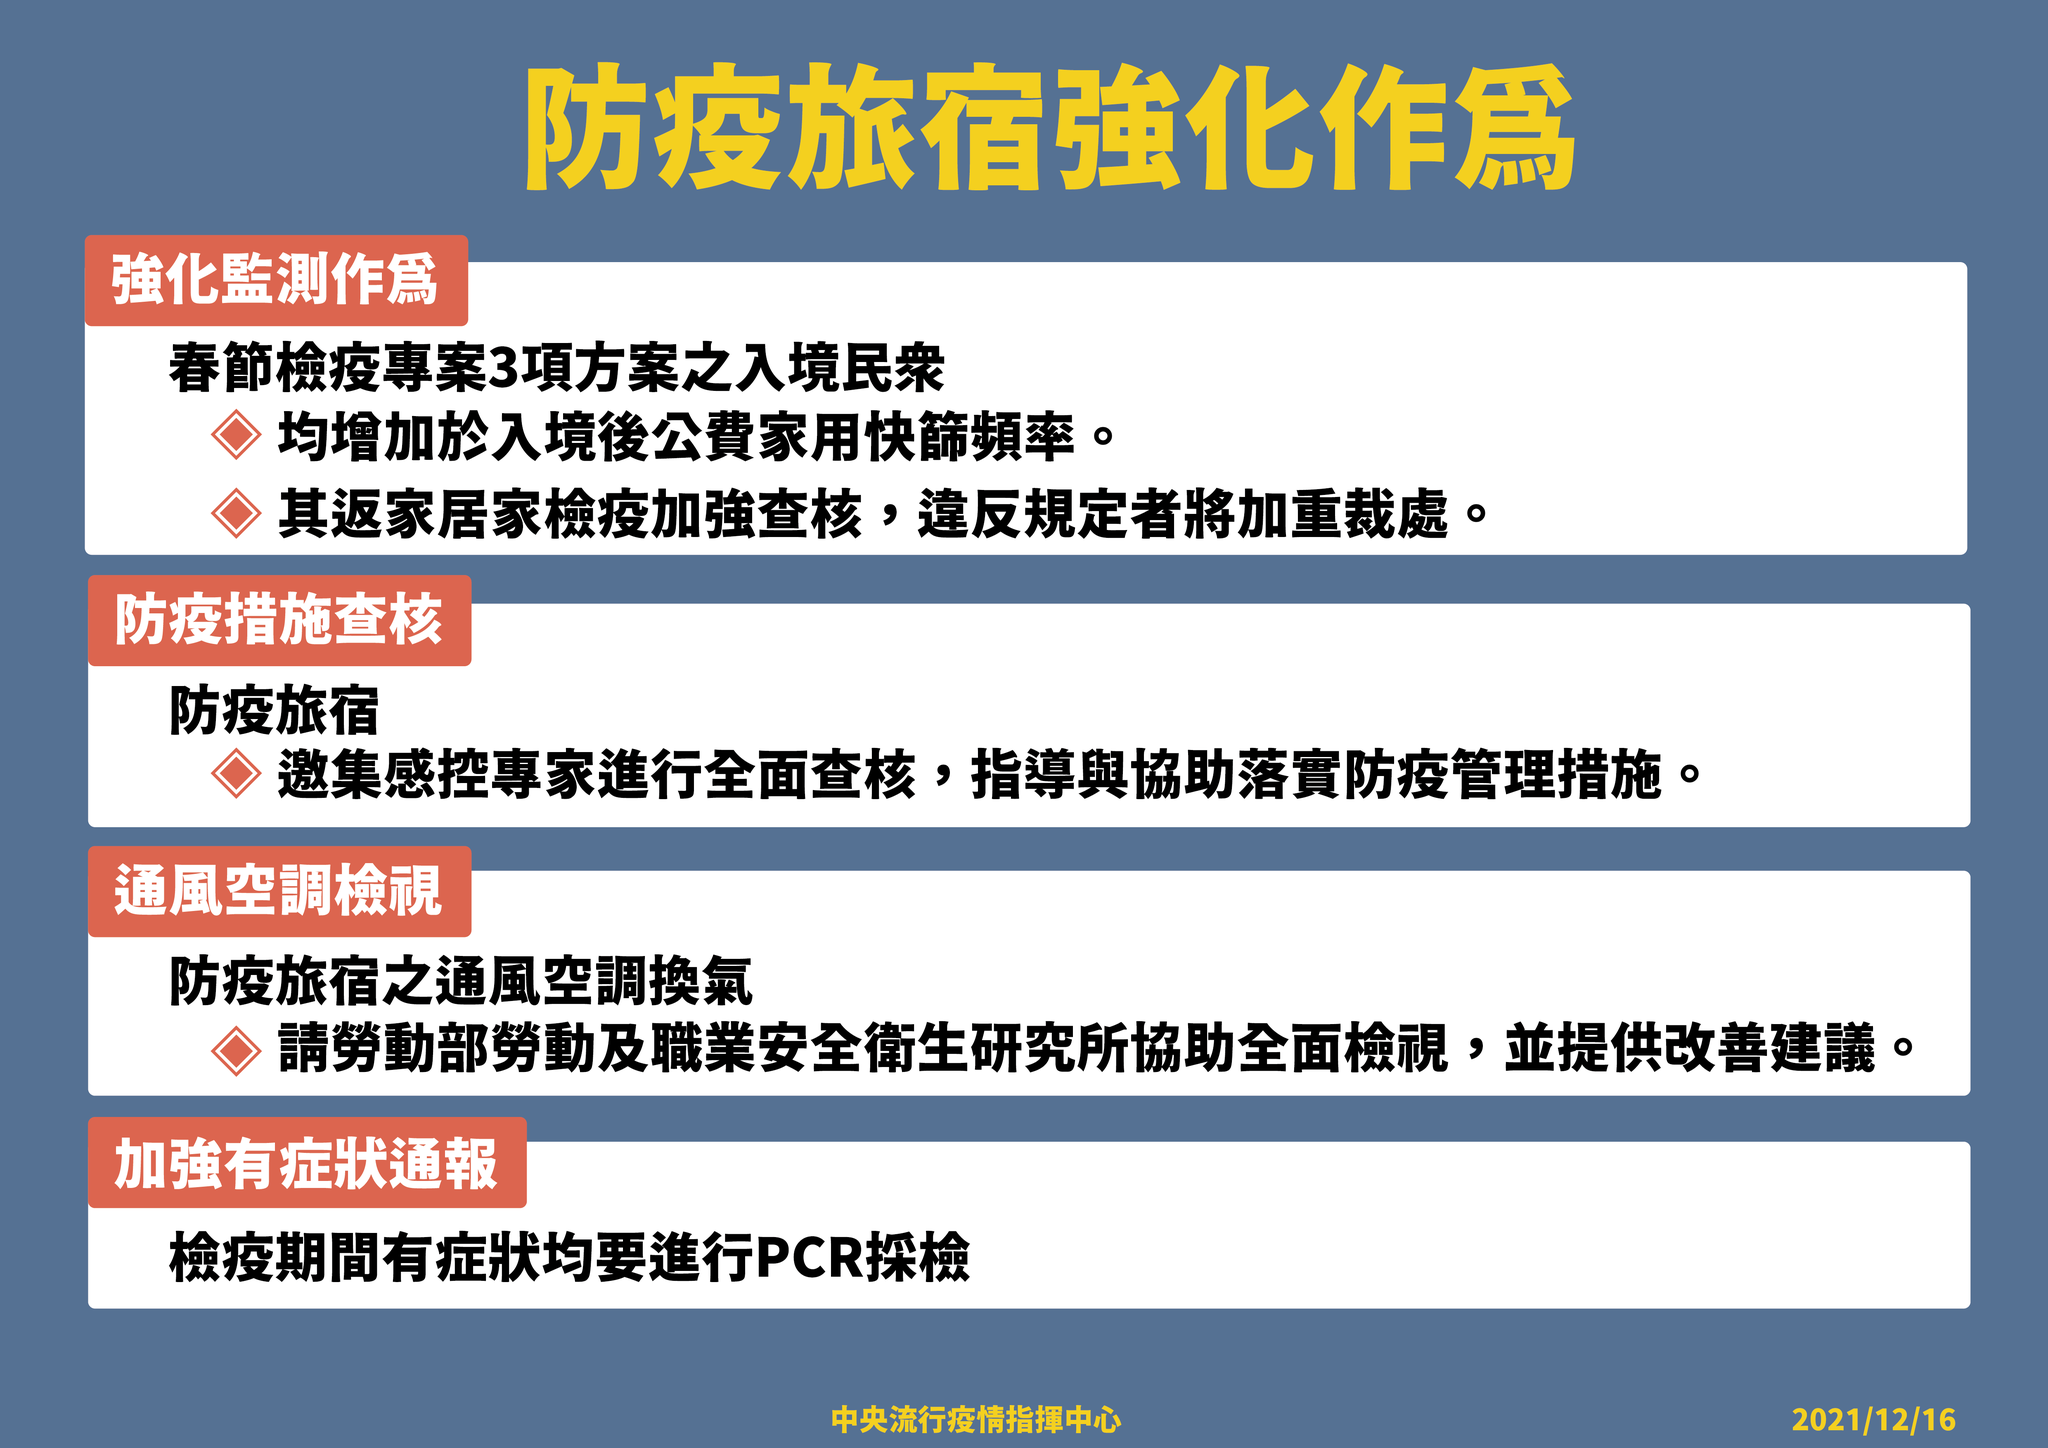 防疫旅宿強化作爲
強化監測作爲
春節檢疫專案3項方案之入境民衆
均增加於入境後公費家用快篩頻率。
其返家居家檢疫加強查核，違反規定者將加重裁處。
防疫措施查核
防疫旅宿
邀集感控專家進行全面查核，指導與協助落實防疫管理措施。
通風空調檢視
防疫旅宿之通風空調換氣
請勞動部勞動及職業安全衛生研究所協助全面檢視，並提供改善建議。
加強有症狀通報
檢疫期間有症狀均要進行PCR採檢
中央流行疫情指揮中心
2021/12/16